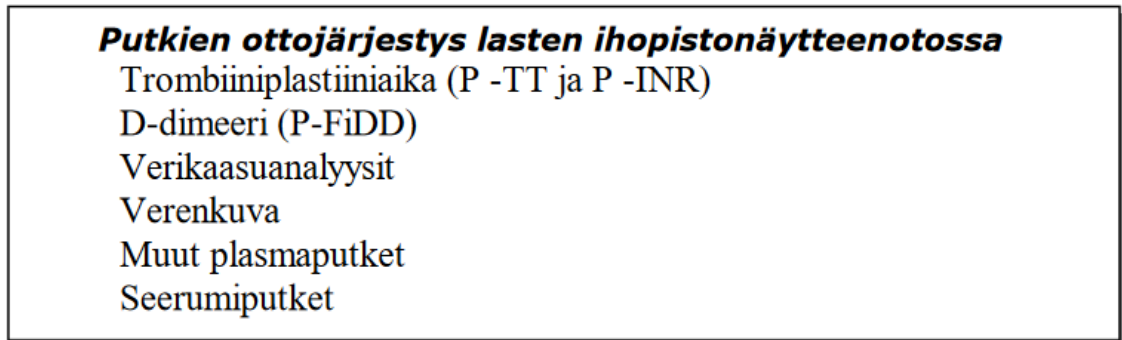 Putkien ottojärjestys lasten ihopistonäytteenotossa
Trombiiniplastiiniaika (P -TT ja P -INR)
D-dimeeri (P-FiDD)
Verikaasuanalyysit
Verenkuva
Muut plasmaputket
Seerumiputket